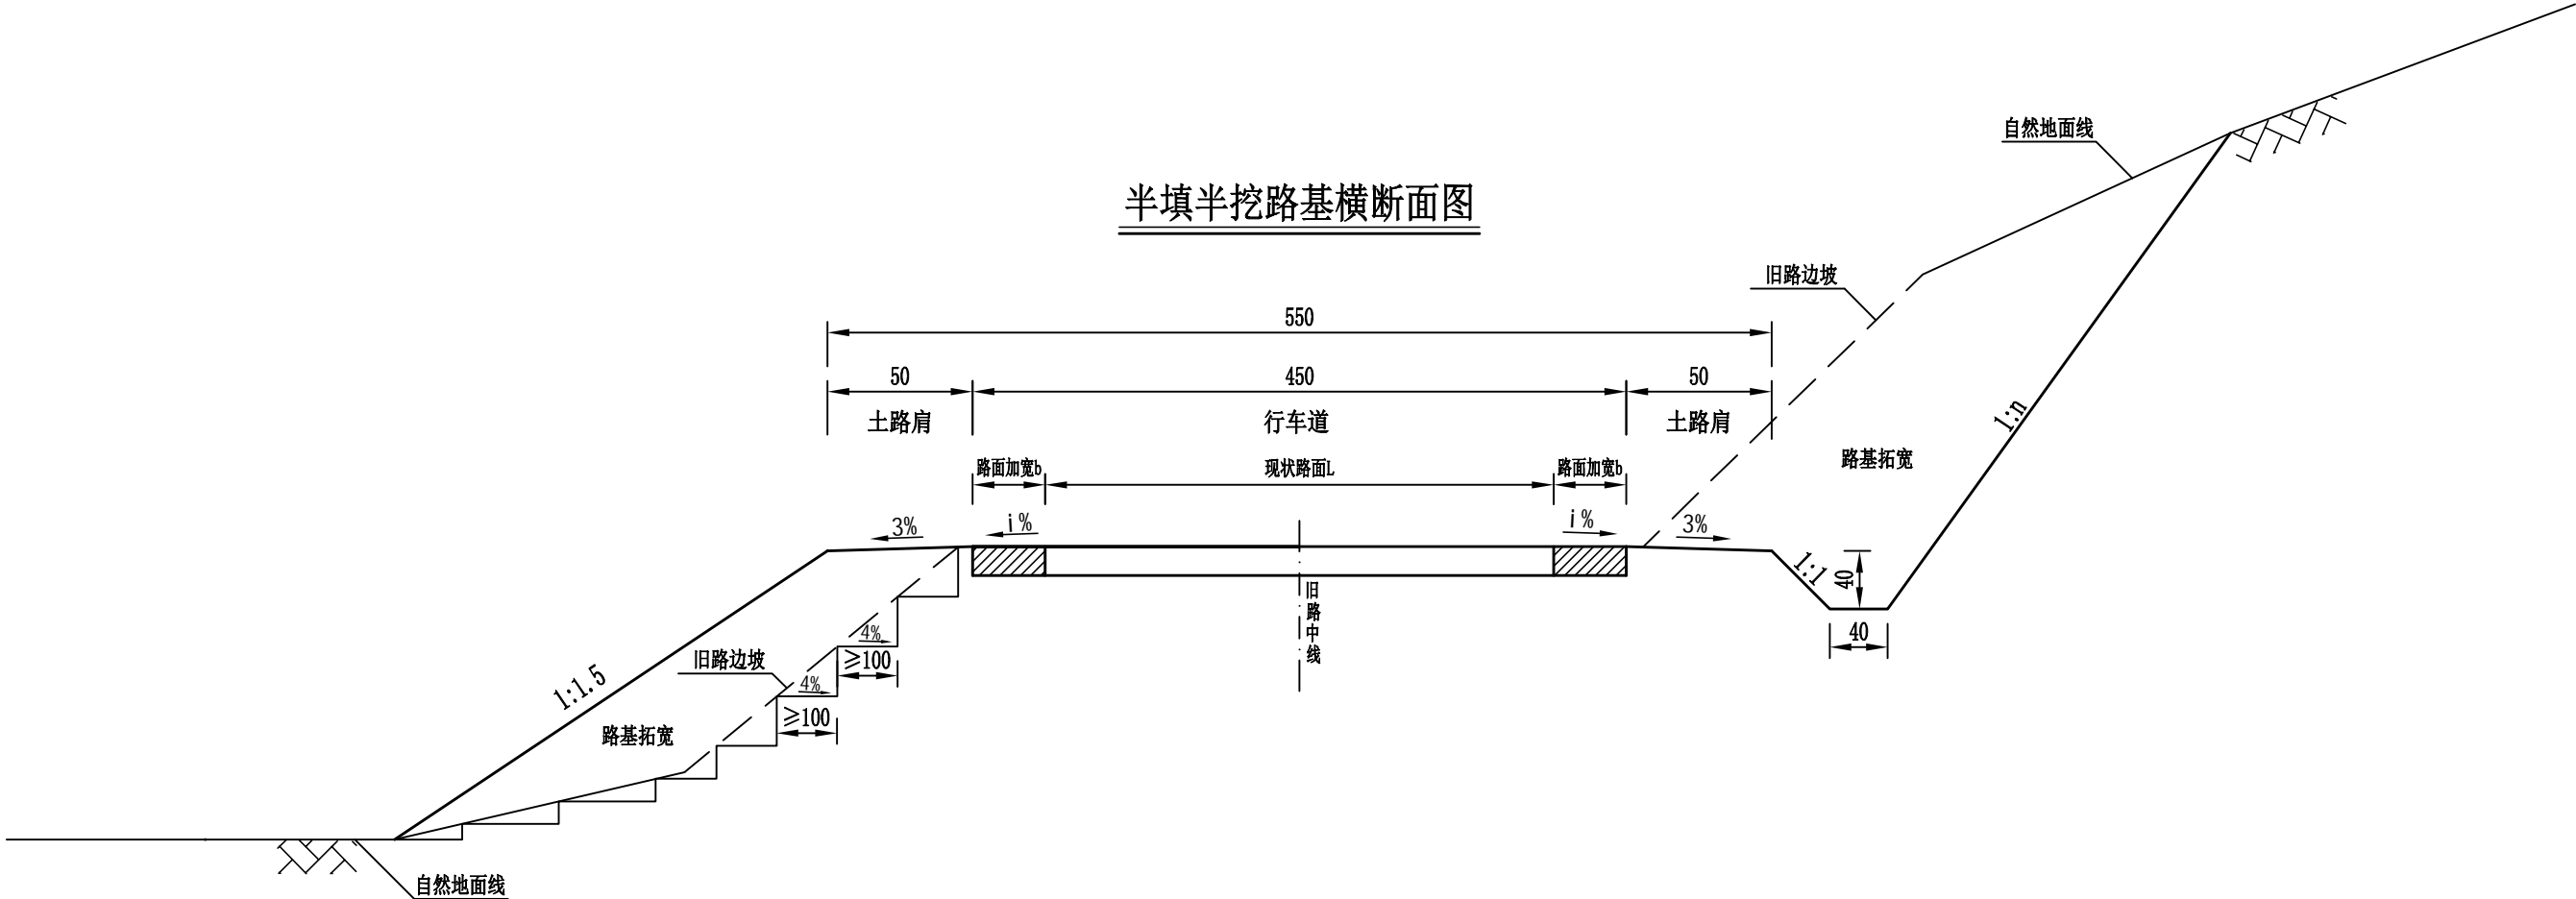 自然地面线
半填半挖路基横断面图
旧路边坡
550
50
450
50
土路肩
行车道
土路肩
1:n
路基拓宽
路面加宽b
现状路面L
路面加宽b
3%
i%
i%
3%
1:1
40
旧路中线
40
4%
≥100
旧路边坡
4%
1:1.5
≥100
路基拓宽
自然地面线